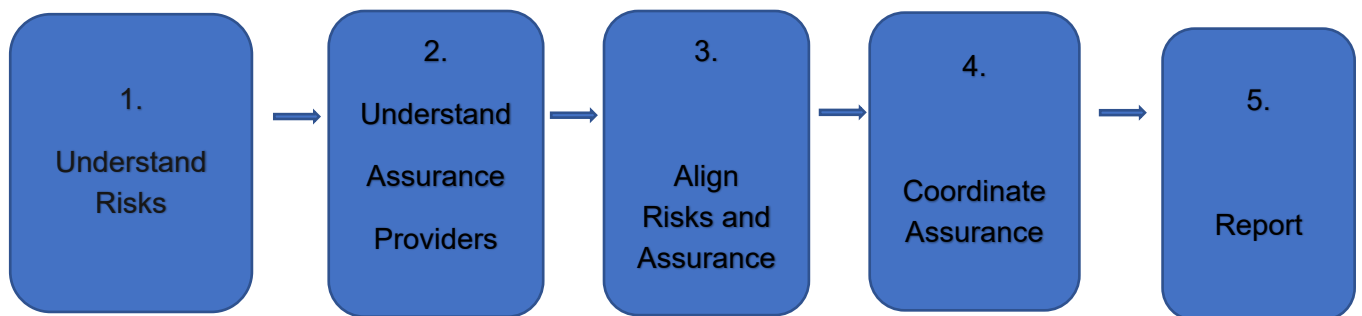 1.
Understand
Risks
2.
Understand
Assurance
Providers
3.
Align
Risks and
Assurance
4.
Coordinate
Assurance
5.
Report